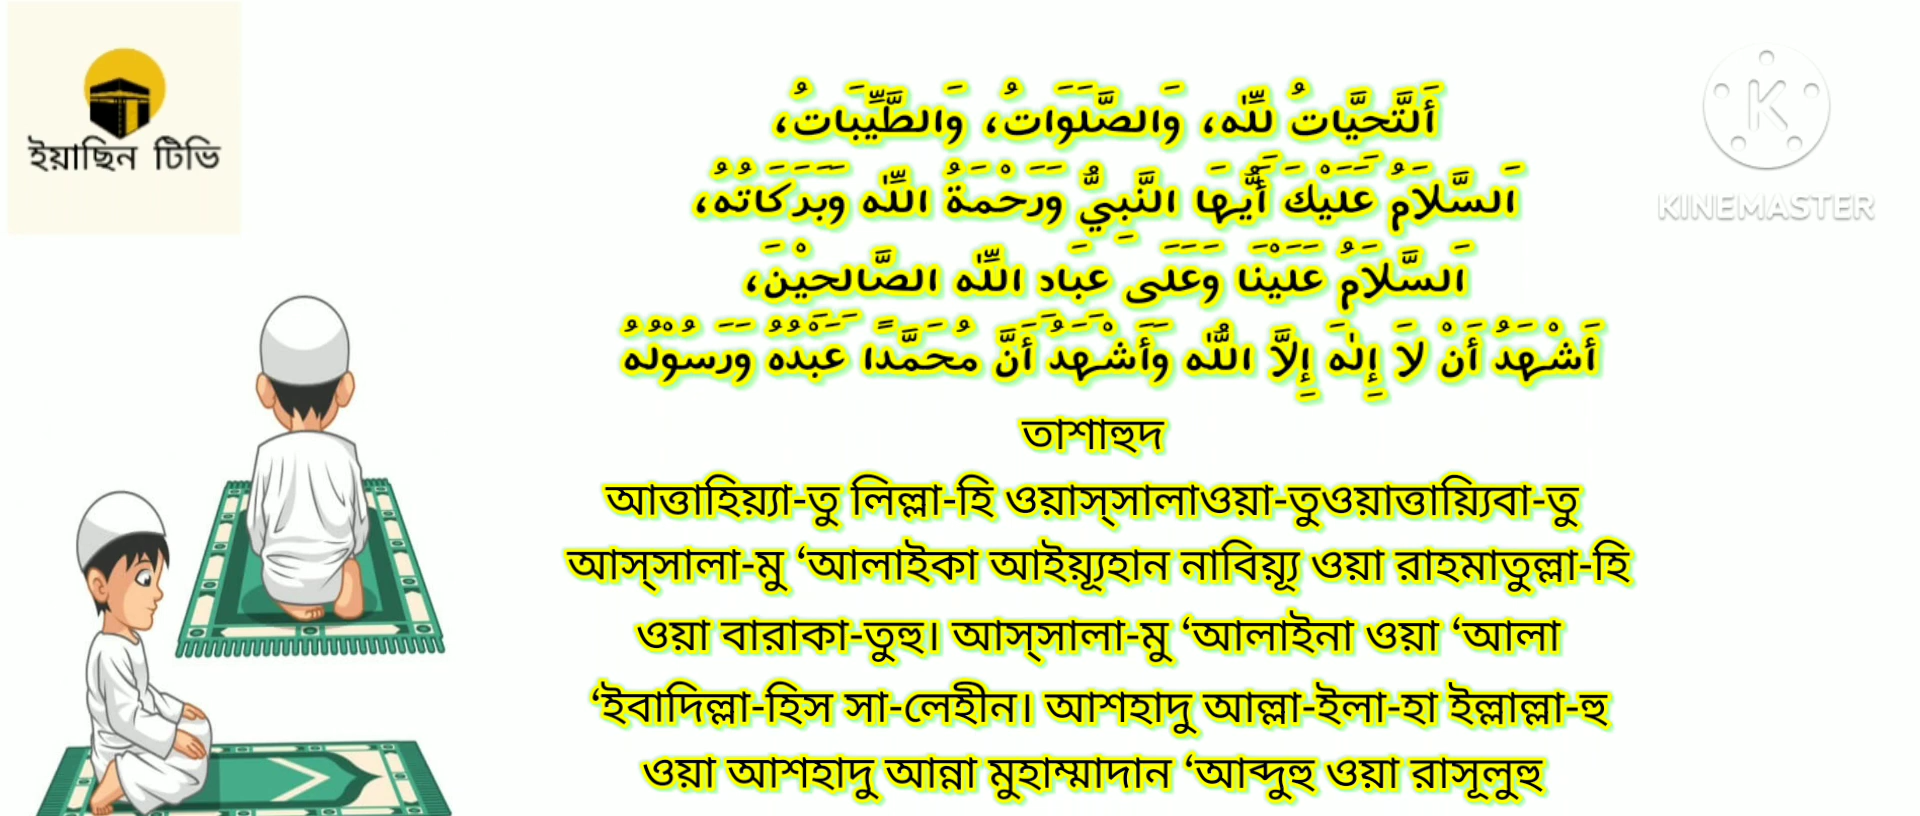 ইয়াছিন টিভি
KINEMASTER
أَلتَّحِيَّاتُ لِلّٰهِ، وَالصَّلَوَاتُ، وَالطَّيِّبَاتُ،
اَلسَّلَامُ عَلَيْكَ أَيُّهَا النَّبِيُّ وَرَحْمَةُ اللّٰهِ وَبَرَكَاتُهُ،
اَلسَّلَامُ عَلَيْنَا وَعَلَى عِبَادِ اللّٰهِ الصَّالِحِيْنَ،
أَشْهَدُ أَنْ لَا إِلٰهَ إِلَّا اللّٰهُ وَأَشْهَدُ أَنَّ مُحَمَّدًا عَبْدُهُ وَرَسُوْلُهُ
তাশাহুদ
আত্তাহিয়্যা-তু লিল্লা-হি ওয়াস্সালাওয়া-তুওয়াত্তায়্যিবা-তু
আস্সালা-মু ‘আলাইকা আইয়্যূহান নাবিয়্যূ ওয়া রাহমাতুল্লা-হি
ওয়া বারাকা-তুহু। আস্সালা-মু ‘আলাইনা ওয়া ‘আলা
‘ইবাদিল্লা-হিস সা-লেহীন। আশহাদু আল্লা-ইলা-হা ইল্লাল্লা-হু
ওয়া আশহাদু আন্না মুহাম্মাদান ‘আব্দুহু ওয়া রাসূলুহু